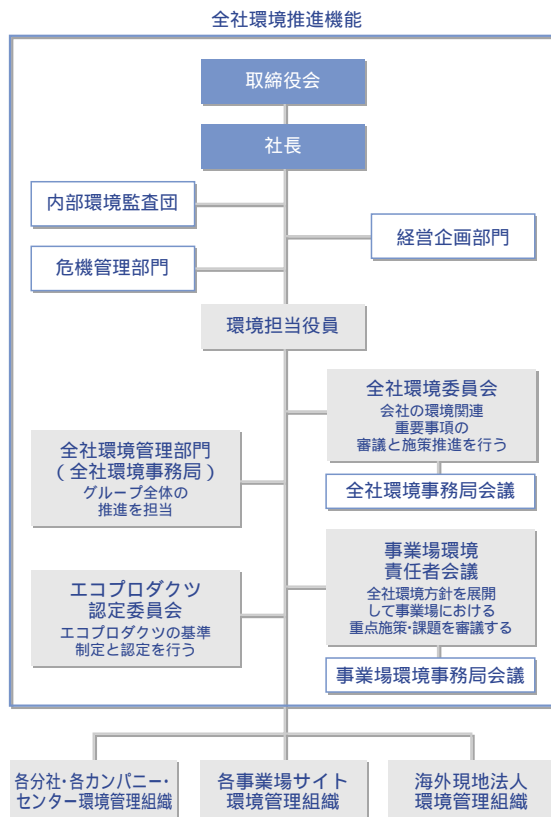 全社環境推進機能
取締役会
社長
内部環境監査団
経営企画部門
危機管理部門
環境担当役員
全社環境委員会
会社の環境関連
重要事項の
審議と施策推進を行う
全社環境事務局会議
全社環境管理部門
(全社環境事務局)
グループ全体の
推進を担当
事業場環境
責任者会議
全社環境方針を展開
して事業場における
重点施策・課題を審議する
事業場環境事務局会議
エコプロダクツ
認定委員会
エコプロダクツの基準
制定と認定を行う
各分社・各カンパニー・
センター環境管理組織
各事業場サイト
環境管理組織
海外現地法人
環境管理組織